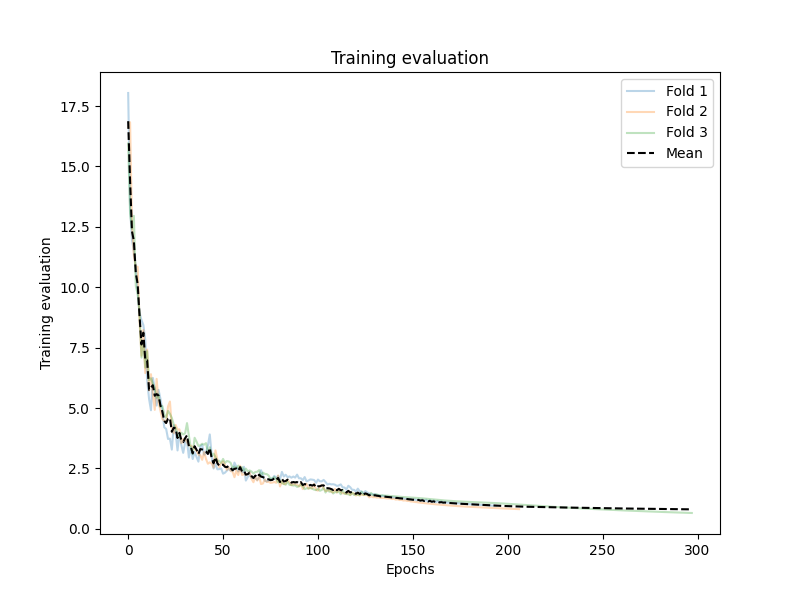 Training evaluation
Fold 1
Fold 2
Fold 3
Mean
Training evaluation
17.5
15.0
12.5
10.0
7.5
5.0
2.5
0.0
0 50 100 150 200 250 300
Epochs